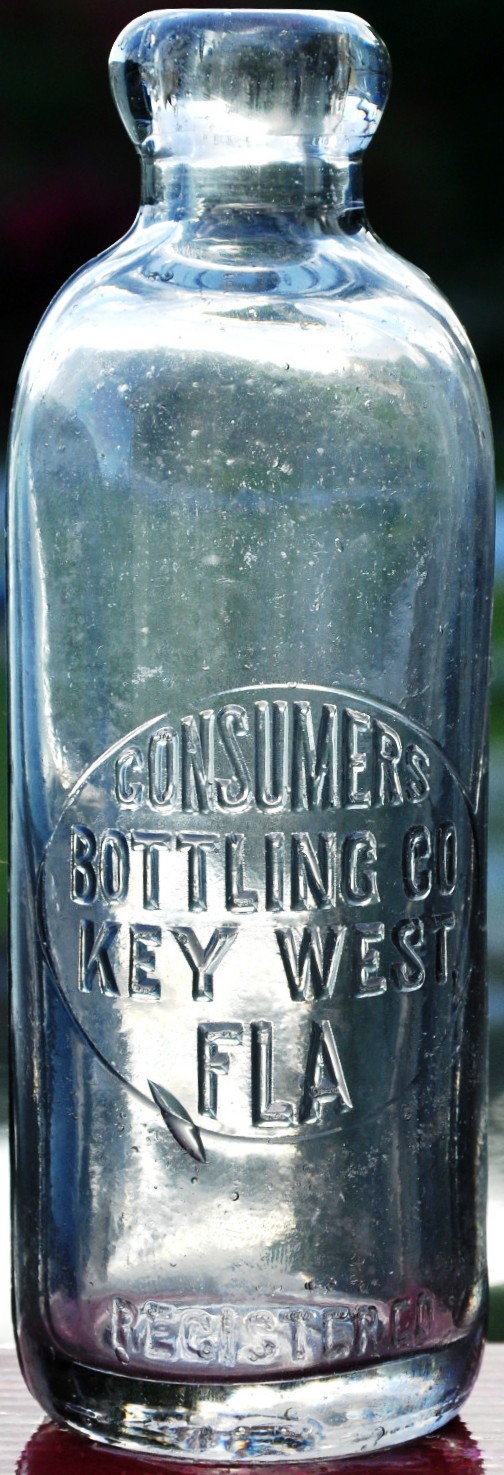 CONSUMERS
BOTTLING CO
KEY WEST,
FLA
REGISTERED